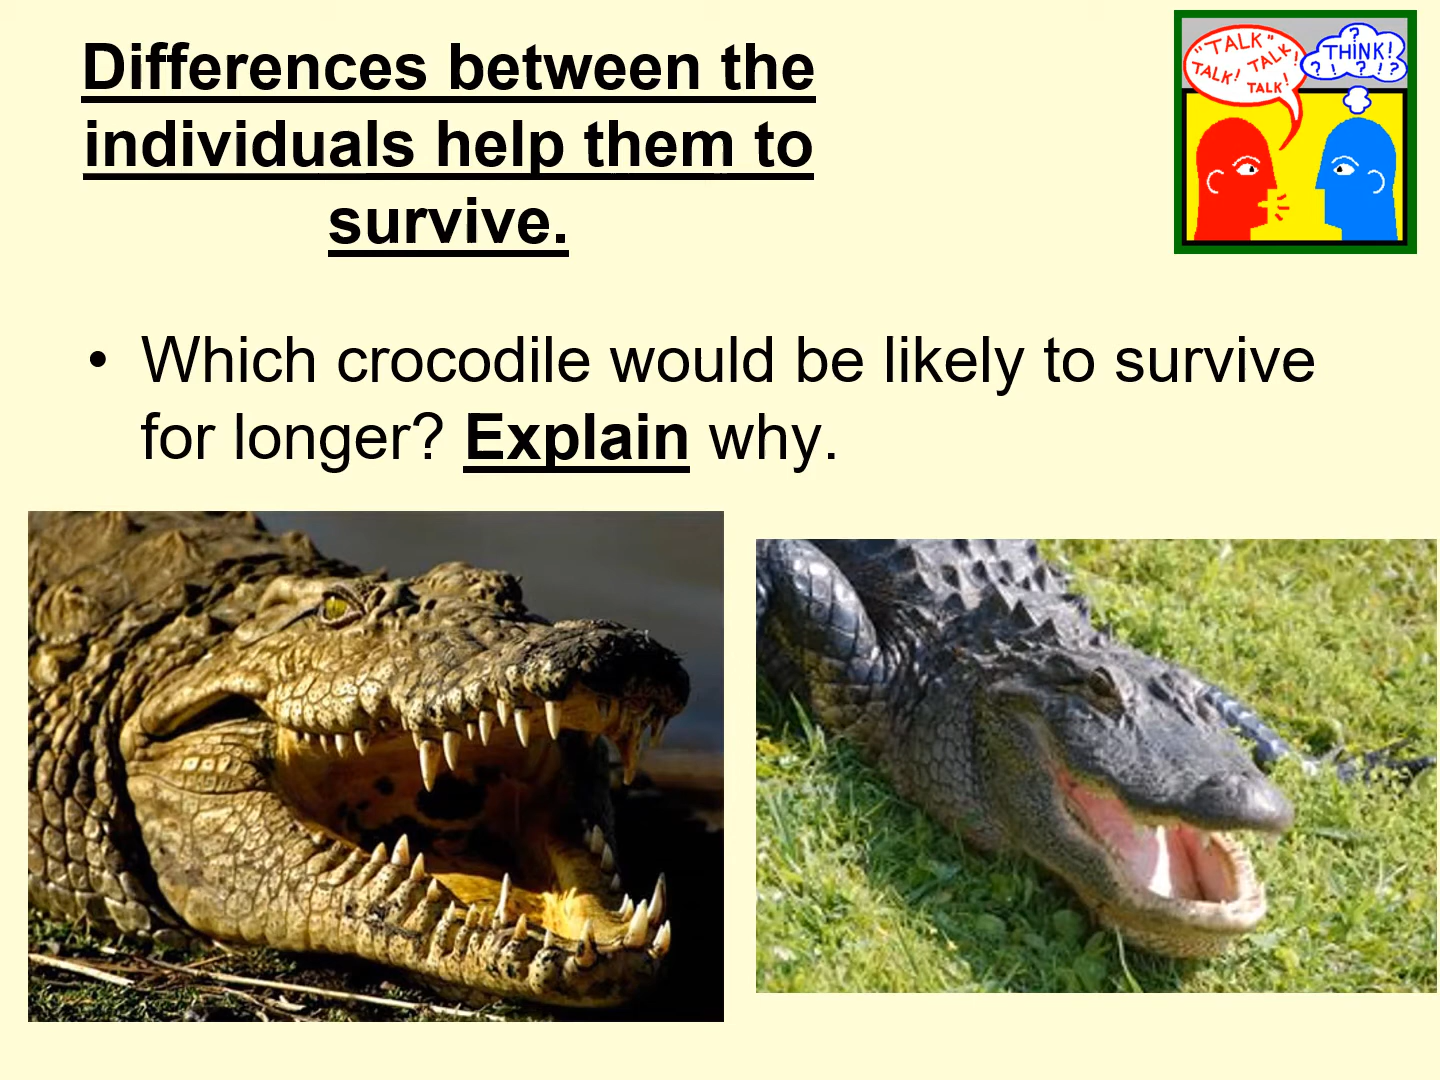 Differences between the
individuals help them to
survive.
"TALK"
TALK! TALK!
TALK!
?
THINK!
?! ?!?
• Which crocodile would be likely to survive
for longer? Explain why.